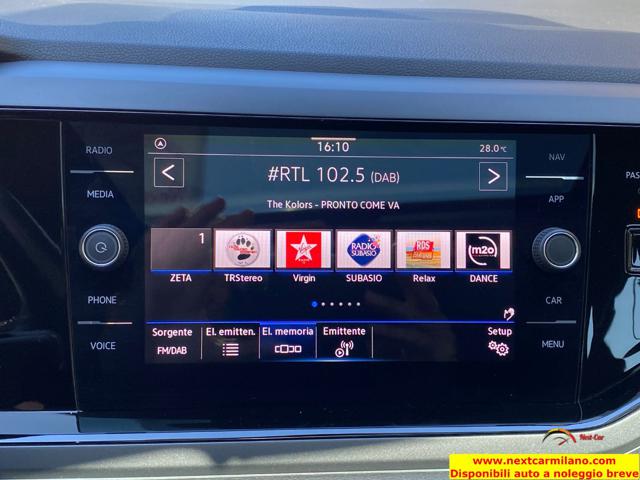 16:10
28.0°C
RADIO
MEDIA
PHONE
VOICE
< #RTL 102.5 (DAB) >
The Kolors - PRONTO COME VA
1
RADIO SUBASIO
RDS
m2o
ZETA
TRStereo
Virgin
SUBASIO
Relax
DANCE
Sorgente
El. emitten.
El. memoria
Emittente
Setup
FM/DAB
NAV
APP
CAR
MENU
PAS
Next-Car
www.nextcarmilano.com
Disponibili auto a noleggio breve